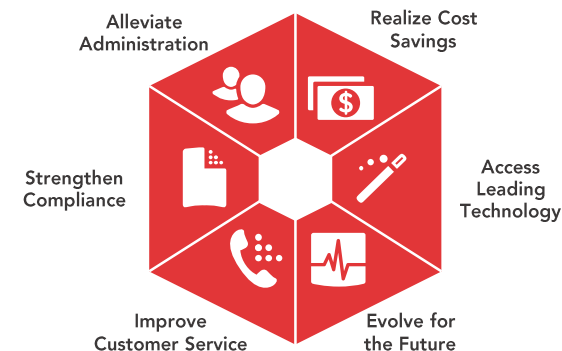 Alleviate
Administration
Realize Cost
Savings
$
Strengthen
Compliance
Access
Leading
Technology
Improve
Customer Service
Evolve for
the Future